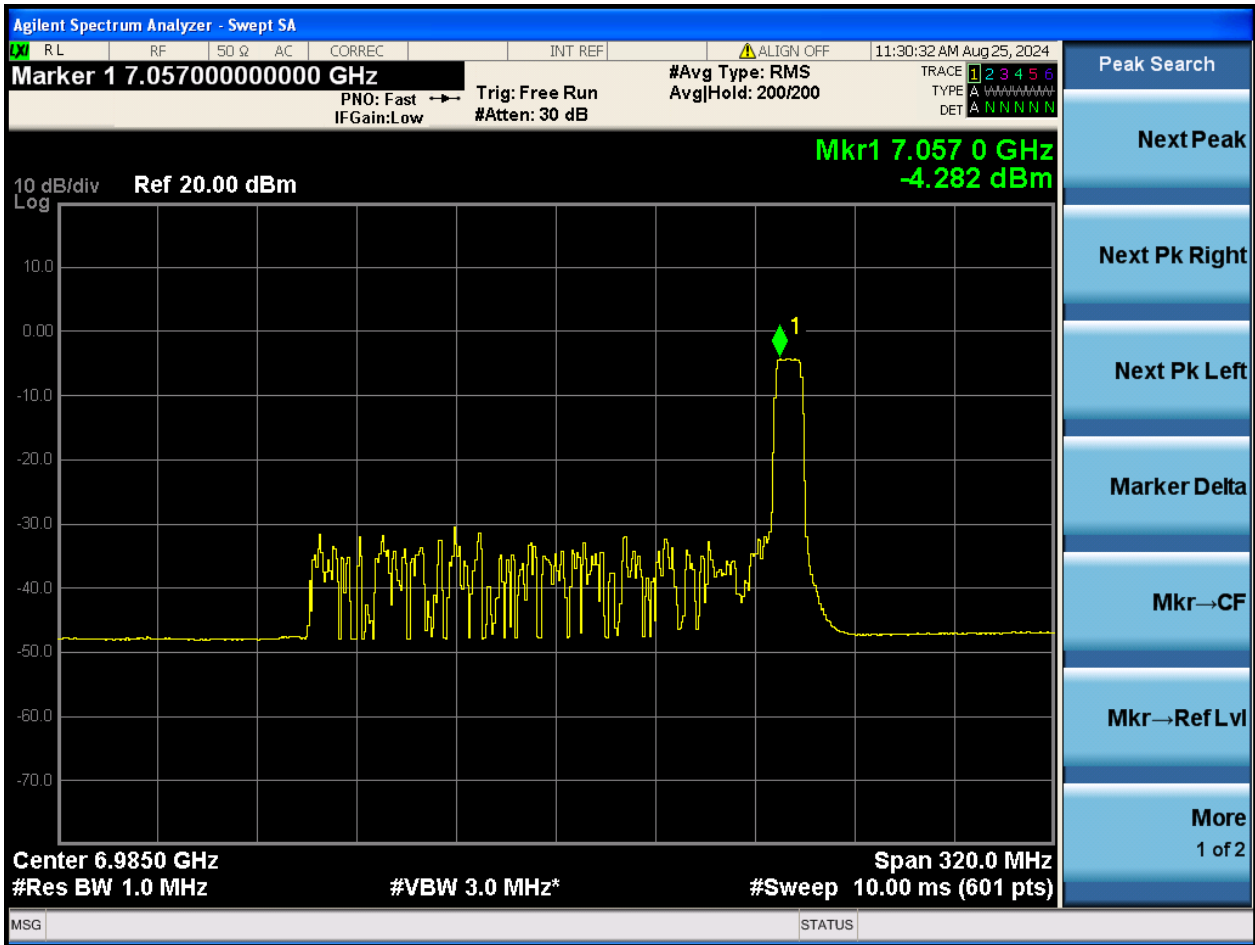 Agilent Spectrum Analyzer - Swept SA
LXI RL RF 50 Ω AC CORREC INT REF ALIGN OFF 11:30:32 AM Aug 25, 2024
Marker 1 7.057000000000 GHz
PNO: Fast
IFGain:Low
Trig: Free Run
#Atten: 30 dB
#Avg Type: RMS
Avg|Hold: 200/200
TRACE 1 2 3 4 5 6
TYPE A WWWWW
DET A N N N N N
Mkr1 7.057 0 GHz
-4.282 dBm
10 dB/div Ref 20.00 dBm
Log
10.0
0.00
-10.0
-20.0
-30.0
-40.0
-50.0
-60.0
-70.0
1
Center 6.9850 GHz Span 320.0 MHz
#Res BW 1.0 MHz #VBW 3.0 MHz* #Sweep 10.00 ms (601 pts)
MSG STATUS
Peak Search
Next Peak
Next Pk Right
Next Pk Left
Marker Delta
Mkr→CF
Mkr→Ref Lvl
More
1 of 2